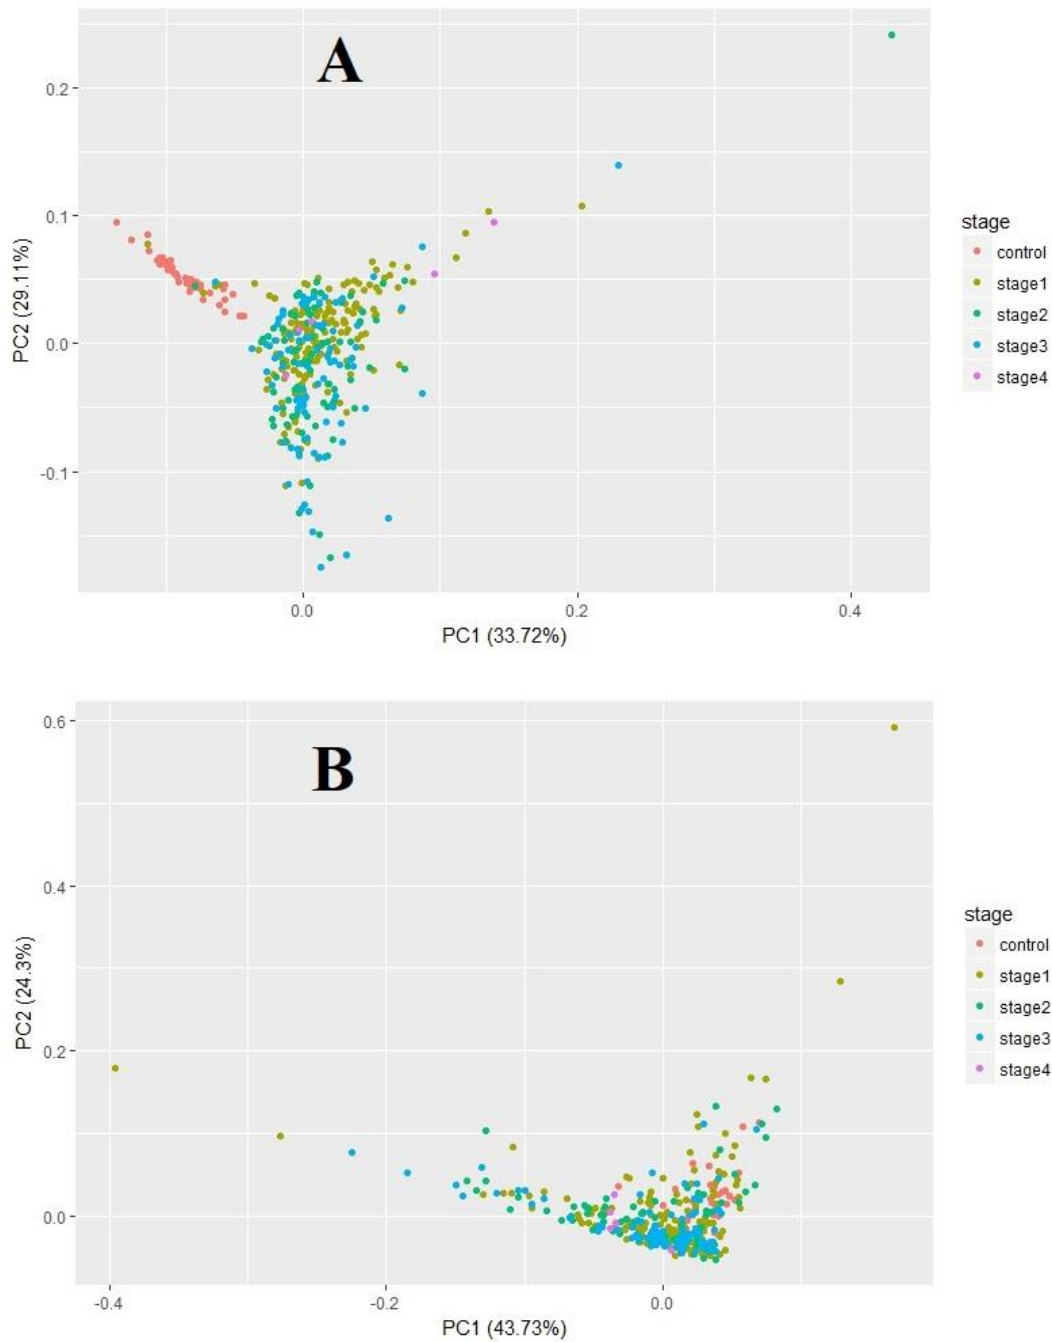 A
0.2
0.1
0.0
-0.1
PC2 (29.11%)
0.0
0.2
0.4
PC1 (33.72%)
stage
control
stage1
stage2
stage3
stage4
B
0.6
0.4
0.2
0.0
PC2 (24.3%)
-0.4
-0.2
0.0
PC1 (43.73%)
stage
control
stage1
stage2
stage3
stage4